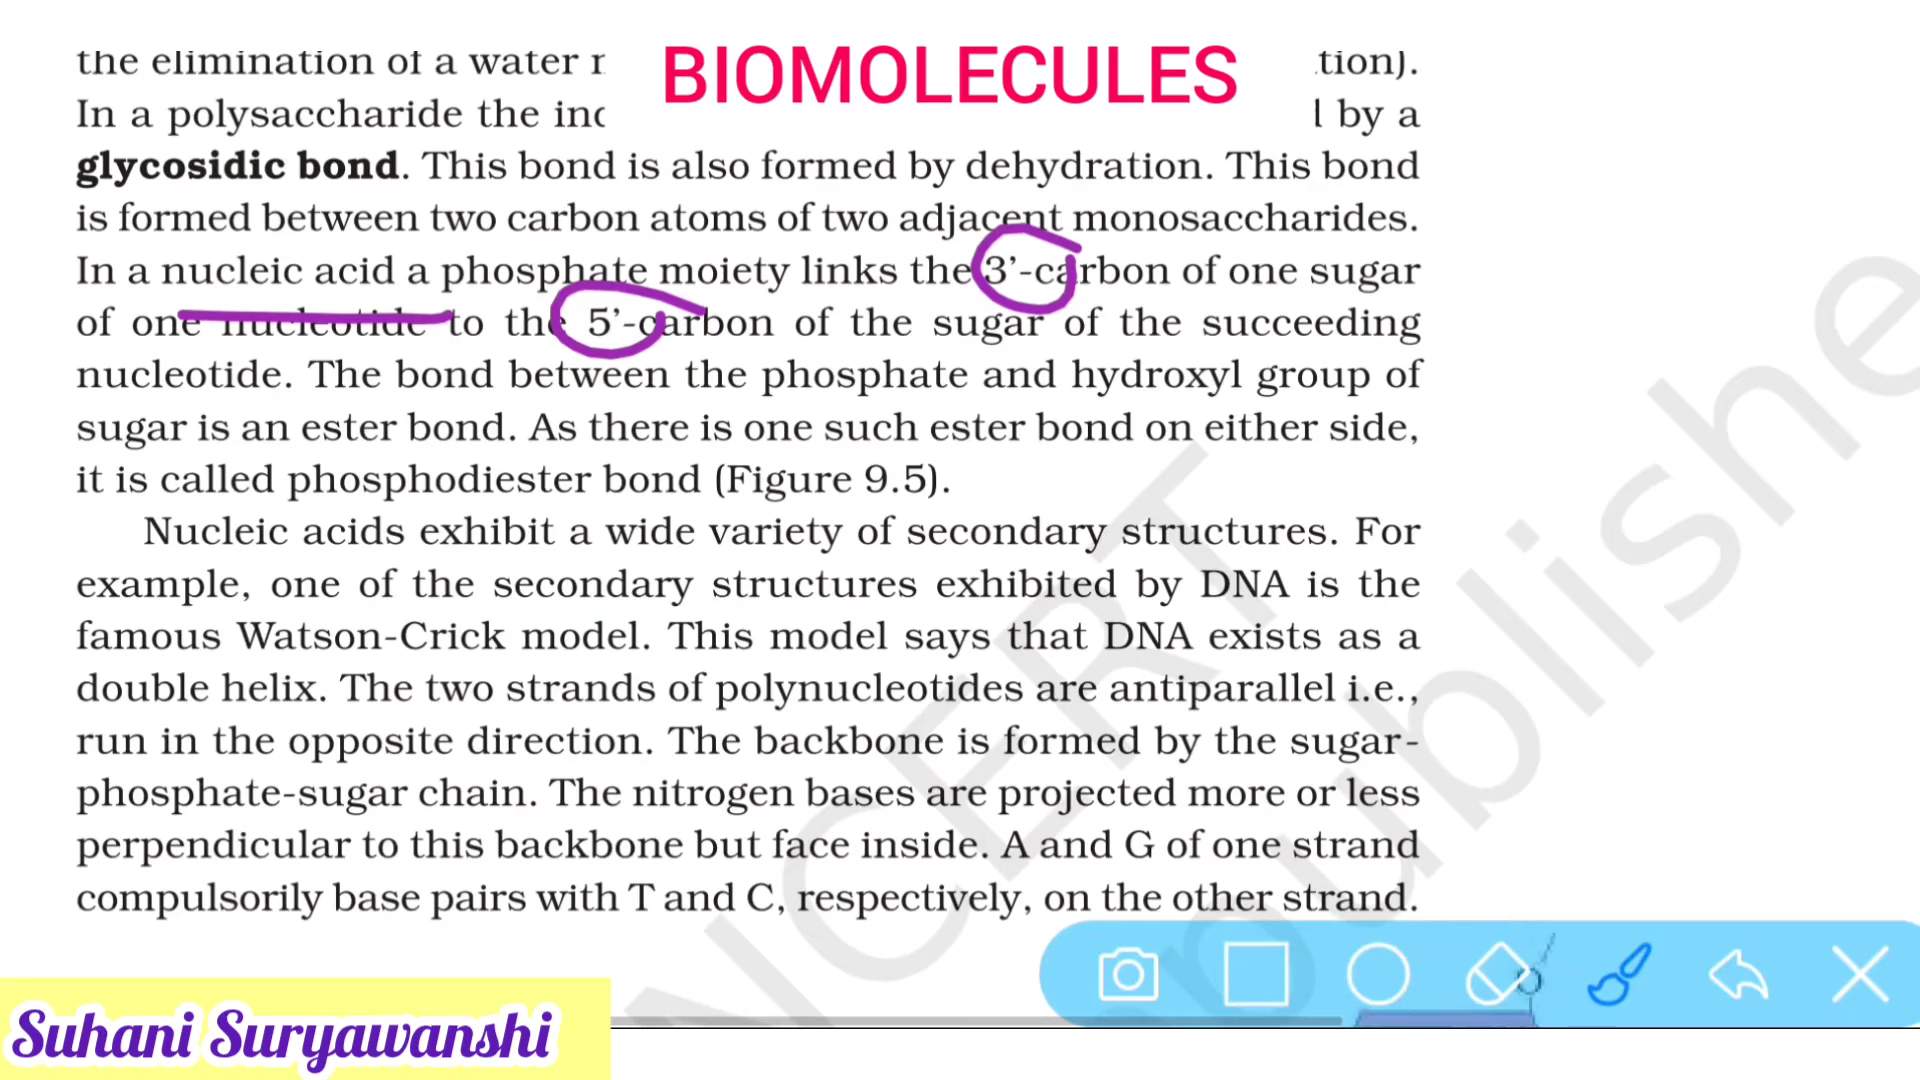 BIOMOLECULES
the elimination of a water
tion).
In a polysaccharide the
by a
glycosidic bond. This bond is also formed by dehydration. This bond
is formed between two carbon atoms of two adjacent monosaccharides.
In a nucleic acid a phosphate moiety links the 3’-carbon of one sugar
of one nucleotide to the 5’-carbon of the sugar of the succeeding
nucleotide. The bond between the phosphate and hydroxyl group of
sugar is an ester bond. As there is one such ester bond on either side,
it is called phosphodiester bond (Figure 9.5).
Nucleic acids exhibit a wide variety of secondary structures. For
example, one of the secondary structures exhibited by DNA is the
famous Watson-Crick model. This model says that DNA exists as a
double helix. The two strands of polynucleotides are antiparallel i.e.,
run in the opposite direction. The backbone is formed by the sugar-
phosphate-sugar chain. The nitrogen bases are projected more or less
perpendicular to this backbone but face inside. A and G of one strand
compulsorily base pairs with T and C, respectively, on the other strand.
NCERT
publishe
Suhani Suryawanshi